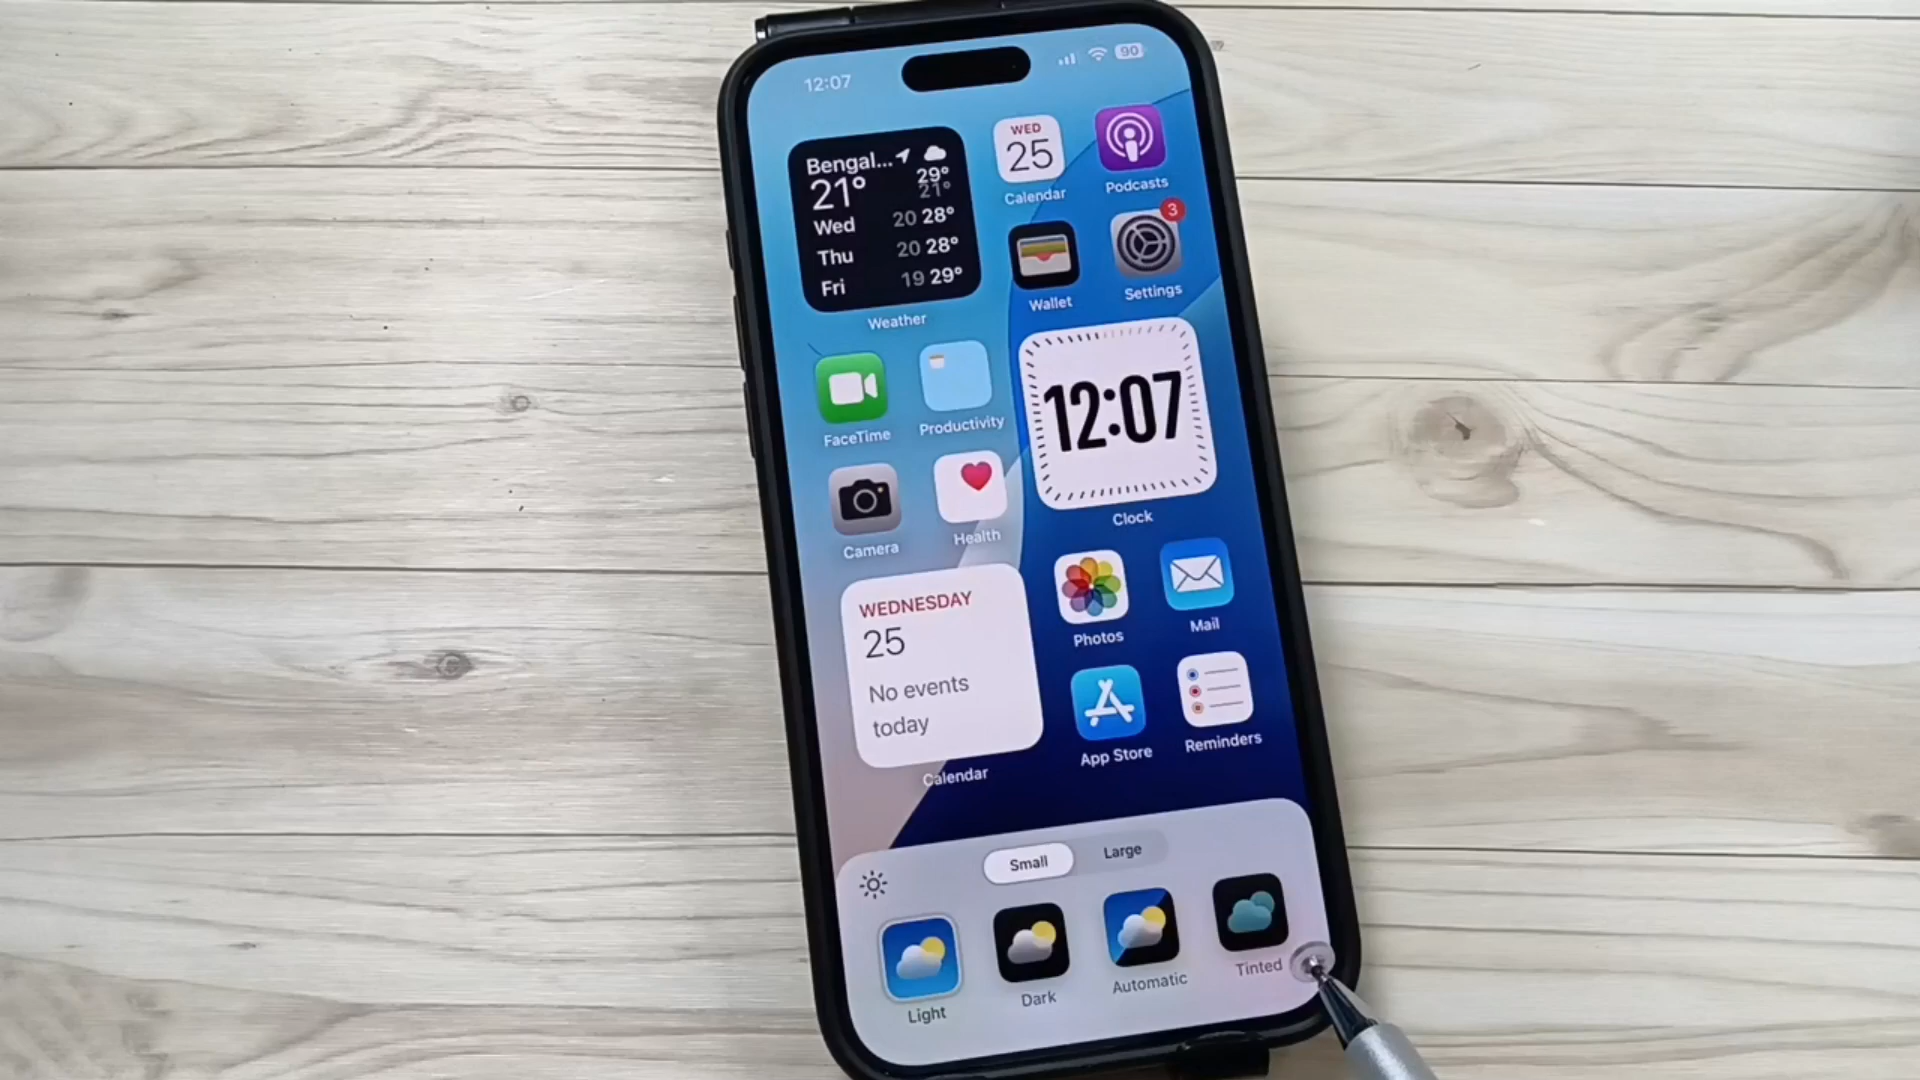 12:07
90
Bengal...
21°
29°
21°
Wed 20 28°
Thu 20 28°
Fri 19 29°
Weather
WED
25
Calendar
Podcasts
Wallet
3
Settings
FaceTime
Productivity
12:07
Clock
Camera
Health
WEDNESDAY
25
No events
today
Calendar
Photos
Mail
App Store
Reminders
Small
Large
Light
Dark
Automatic
Tinted